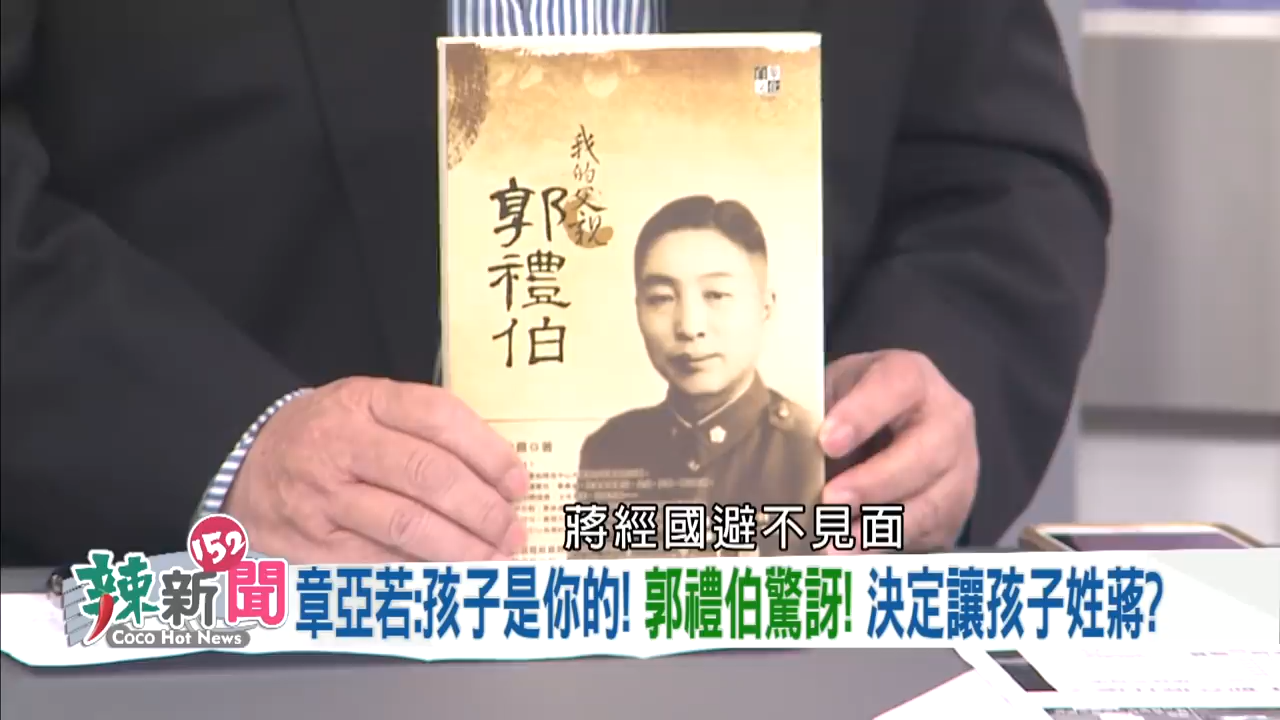 我的父親
郭禮伯
著
蔣經國避不見面
辣新聞
152
Coco Hot News
章亞若:孩子是你的! 郭禮伯驚訝! 決定讓孩子姓蔣?